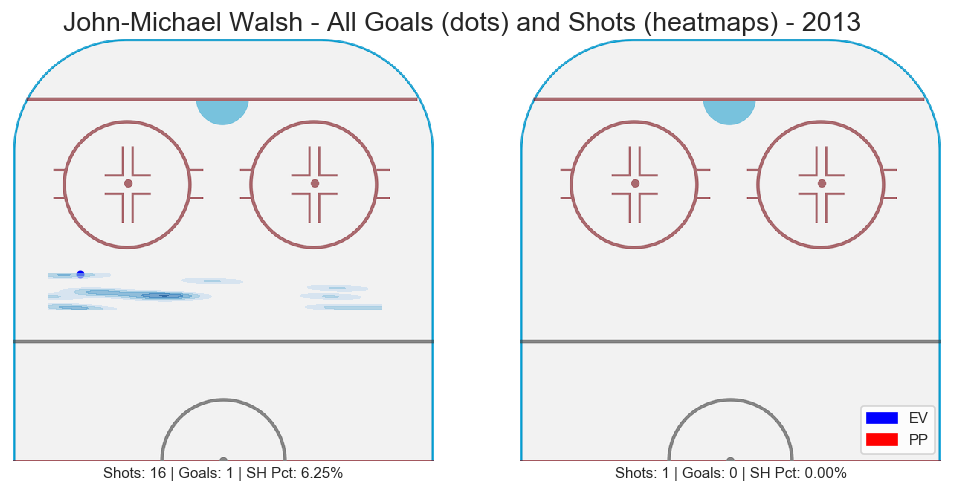 John-Michael Walsh - All Goals (dots) and Shots (heatmaps) - 2013
EV
PP
Shots: 16 | Goals: 1 | SH Pct: 6.25%
Shots: 1 | Goals: 0 | SH Pct: 0.00%